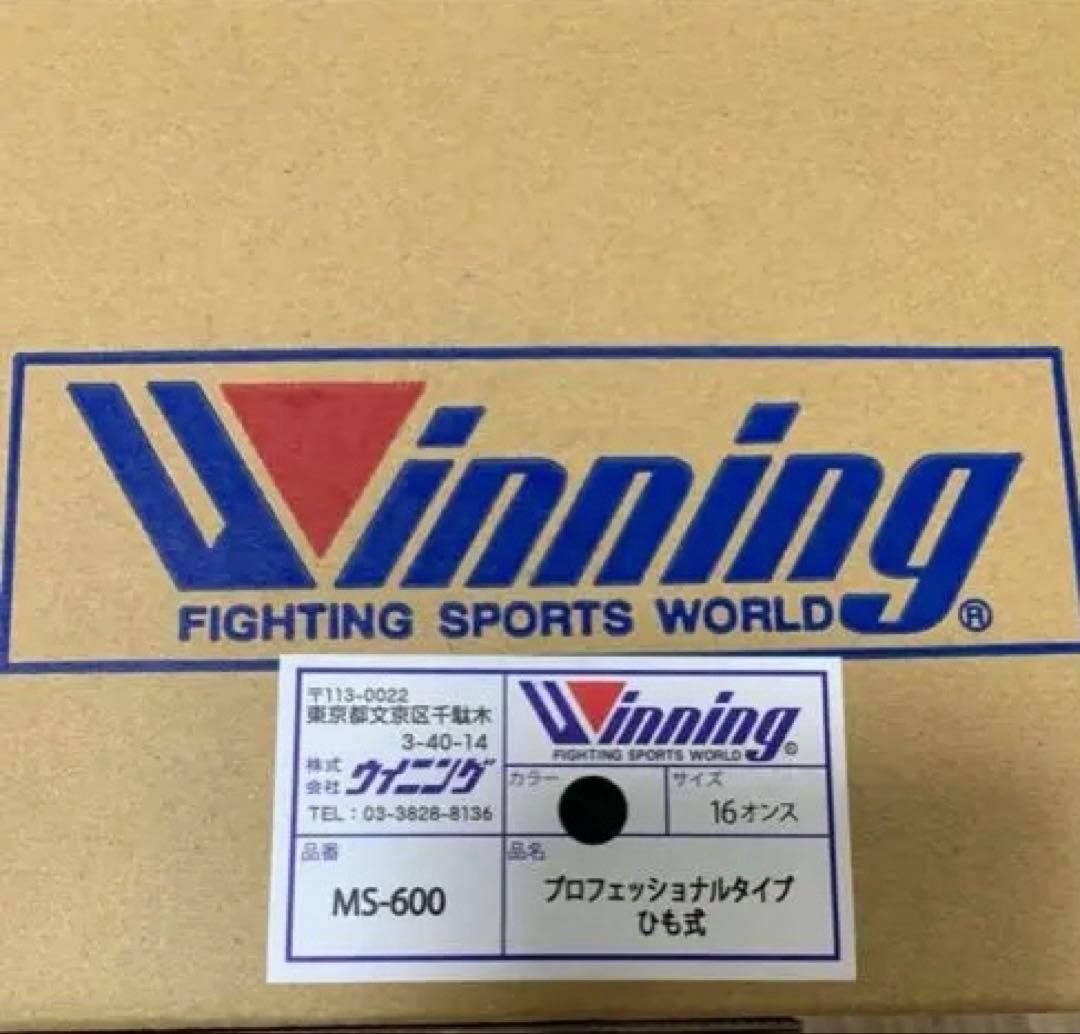 Winning
FIGHTING SPORTS WORLD®
〒113-0022
東京都文京区千駄木
3-40-14
株式会社 ウイニング
TEL：03-3828-8136
Winning®
FIGHTING SPORTS WORLD
カラー
サイズ
16オンス
品番
MS-600
品名
プロフェッショナルタイプ
ひも式